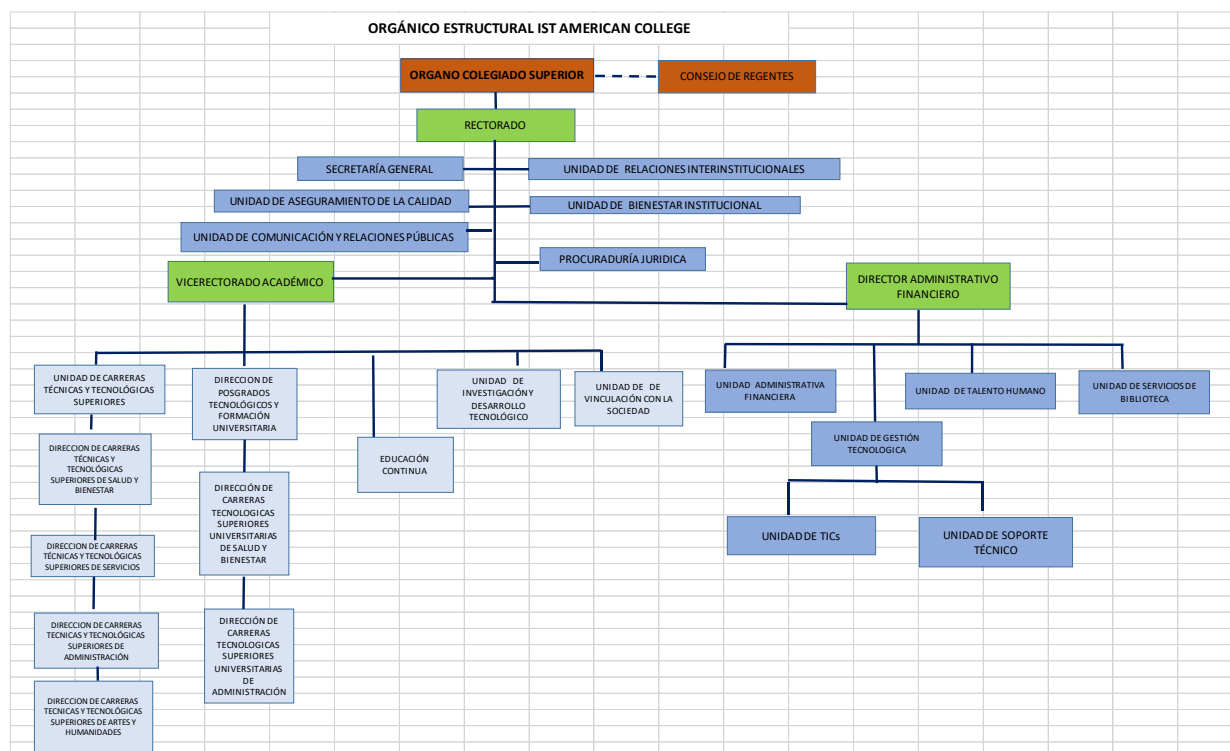 ORGÁNICO ESTRUCTURAL IST AMERICAN COLLEGE
ORGANO COLEGIADO SUPERIOR
CONSEJO DE REGENTES
RECTORADO
SECRETARÍA GENERAL
UNIDAD DE RELACIONES INTERINSTITUCIONALES
UNIDAD DE ASEGURAMIENTO DE LA CALIDAD
UNIDAD DE BIENESTAR INSTITUCIONAL
UNIDAD DE COMUNICACIÓN Y RELACIONES PÚBLICAS
PROCURADURÍA JURIDICA
VICERECTORADO ACADÉMICO
DIRECTOR ADMINISTRATIVO
FINANCIERO
UNIDAD DE CARRERAS
TÉCNICAS Y TECNOLÓGICAS
SUPERIORES
DIRECCION DE
POSGRADOS
TECNOLÓGICOS Y
FORMACIÓN
UNIVERSITARIA
UNIDAD DE
INVESTIGACIÓN Y
DESARROLLO
TECNOLÓGICO
UNIDAD DE DE
VINCULACIÓN CON LA
SOCIEDAD
UNIDAD ADMINISTRATIVA
FINANCIERA
UNIDAD DE TALENTO HUMANO
UNIDAD DE SERVICIOS DE
BIBLIOTECA
DIRECCION DE CARRERAS
TÉCNICAS Y
TECNOLÓGICAS
SUPERIORES DE SALUD Y
BIENESTAR
EDUCACIÓN
CONTINUA
UNIDAD DE GESTIÓN
TECNOLOGICA
DIRECCIÓN DE
CARRERAS
TECNOLOGICAS
SUPERIORES
UNIVERSITARIAS
DE SALUD Y
BIENESTAR
UNIDAD DE TICs
UNIDAD DE SOPORTE
TÉCNICO
DIRECCION DE CARRERAS
TÉCNICAS Y TECNOLÓGICAS
SUPERIORES DE SERVICIOS
DIRECCION DE CARRERAS
TECNICAS Y TECNOLÓGICAS
SUPERIORES DE
ADMINISTRACIÓN
DIRECCIÓN DE
CARRERAS
TECNOLOGICAS
SUPERIORES
UNIVERSITARIAS
DE
ADMINISTRACIÓN
DIRECCION DE CARRERAS
TECNICAS Y TECNOLÓGICAS
SUPERIORES DE ARTES Y
HUMANIDADES